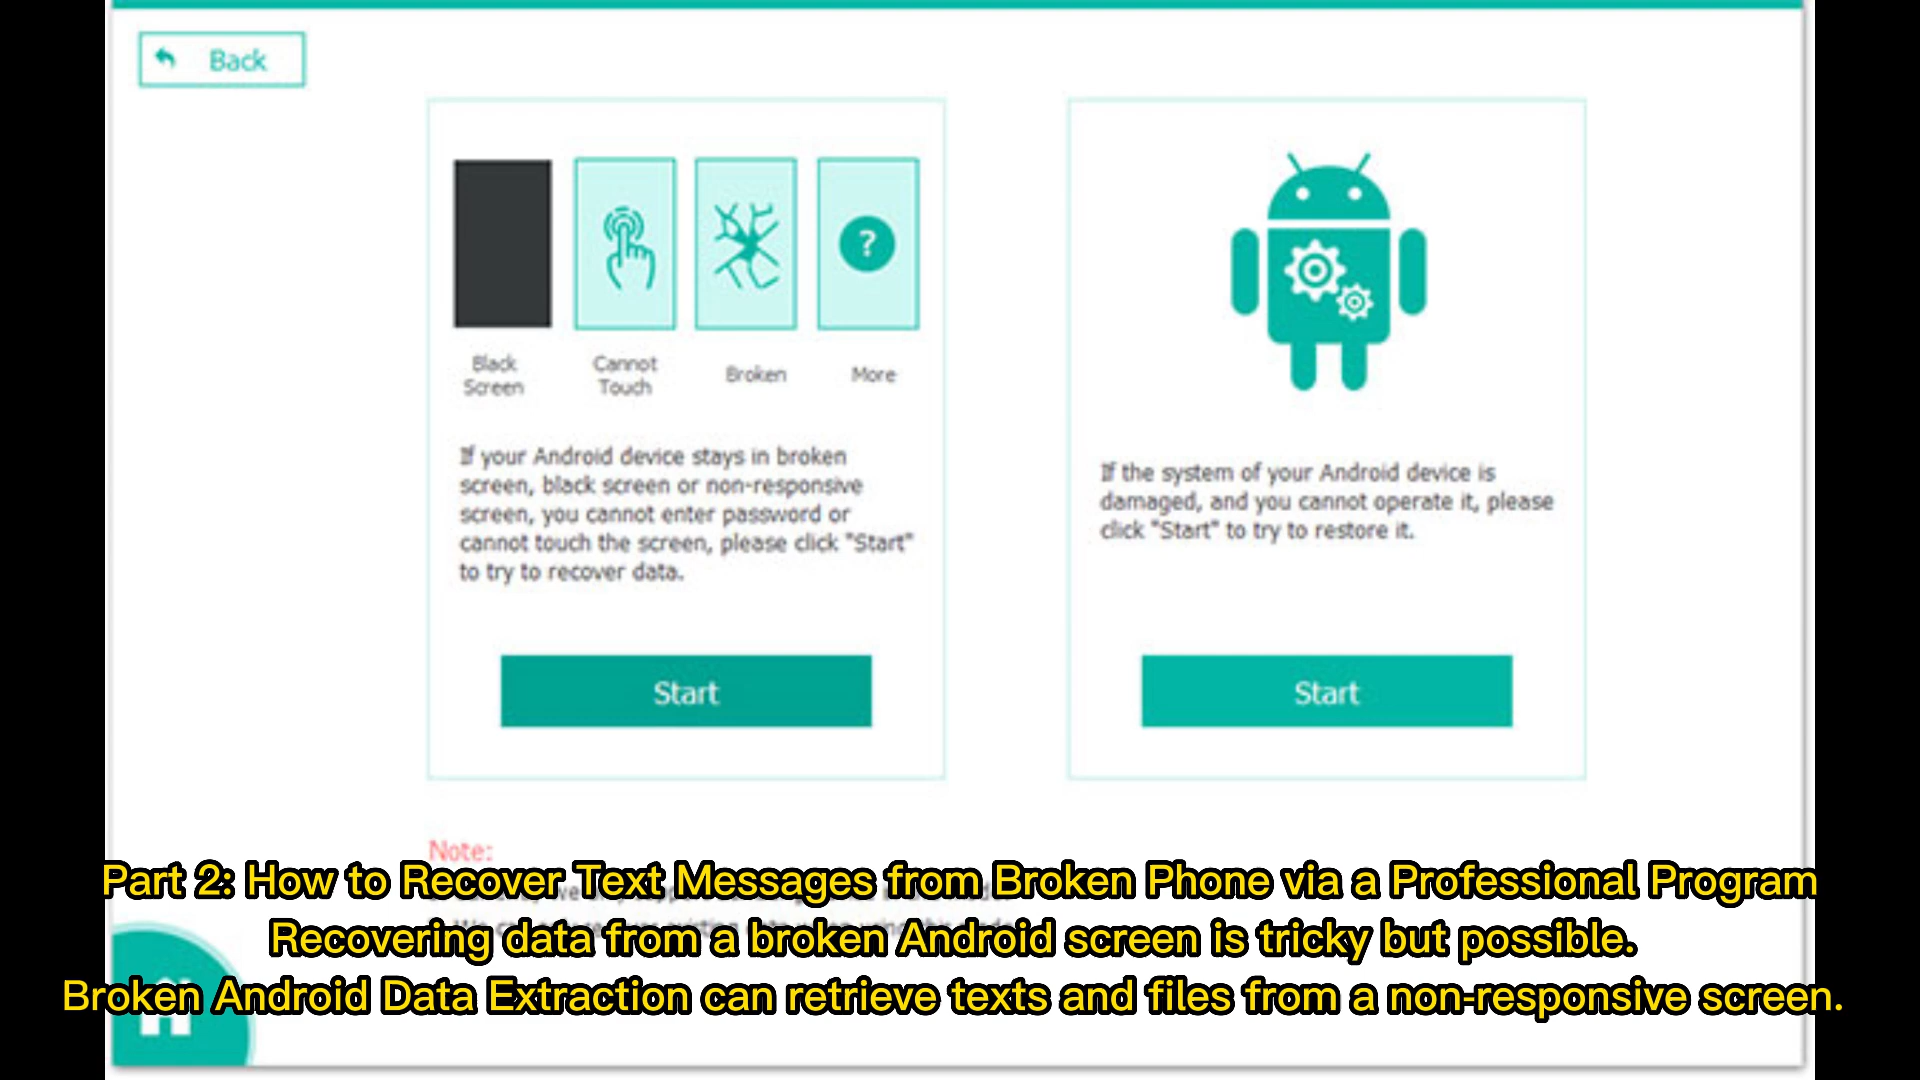 Back
Black
Screen
Cannot
Touch
Broken
More
?
If your Android device stays in broken
screen, black screen or non-responsive
screen, you cannot enter password or
cannot touch the screen, please click "Start"
to try to recover data.
Start
If the system of your Android device is
damaged, and you cannot operate it, please
click "Start" to try to restore it.
Start
Note:
Part 2: How to Recover Text Messages from Broken Phone via a Professional Program
Recovering data from a broken Android screen is tricky but possible.
Broken Android Data Extraction can retrieve texts and files from a non-responsive screen.